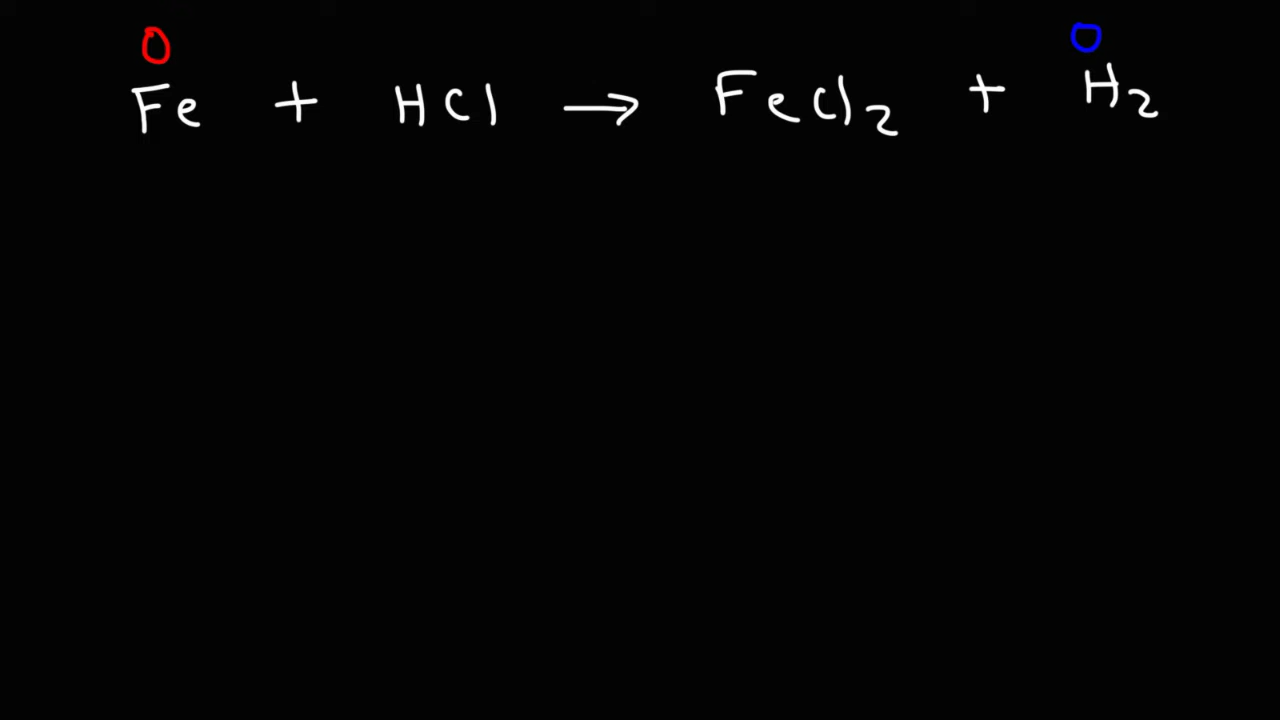 0 0
Fe + HCl → FeCl₂ + H₂